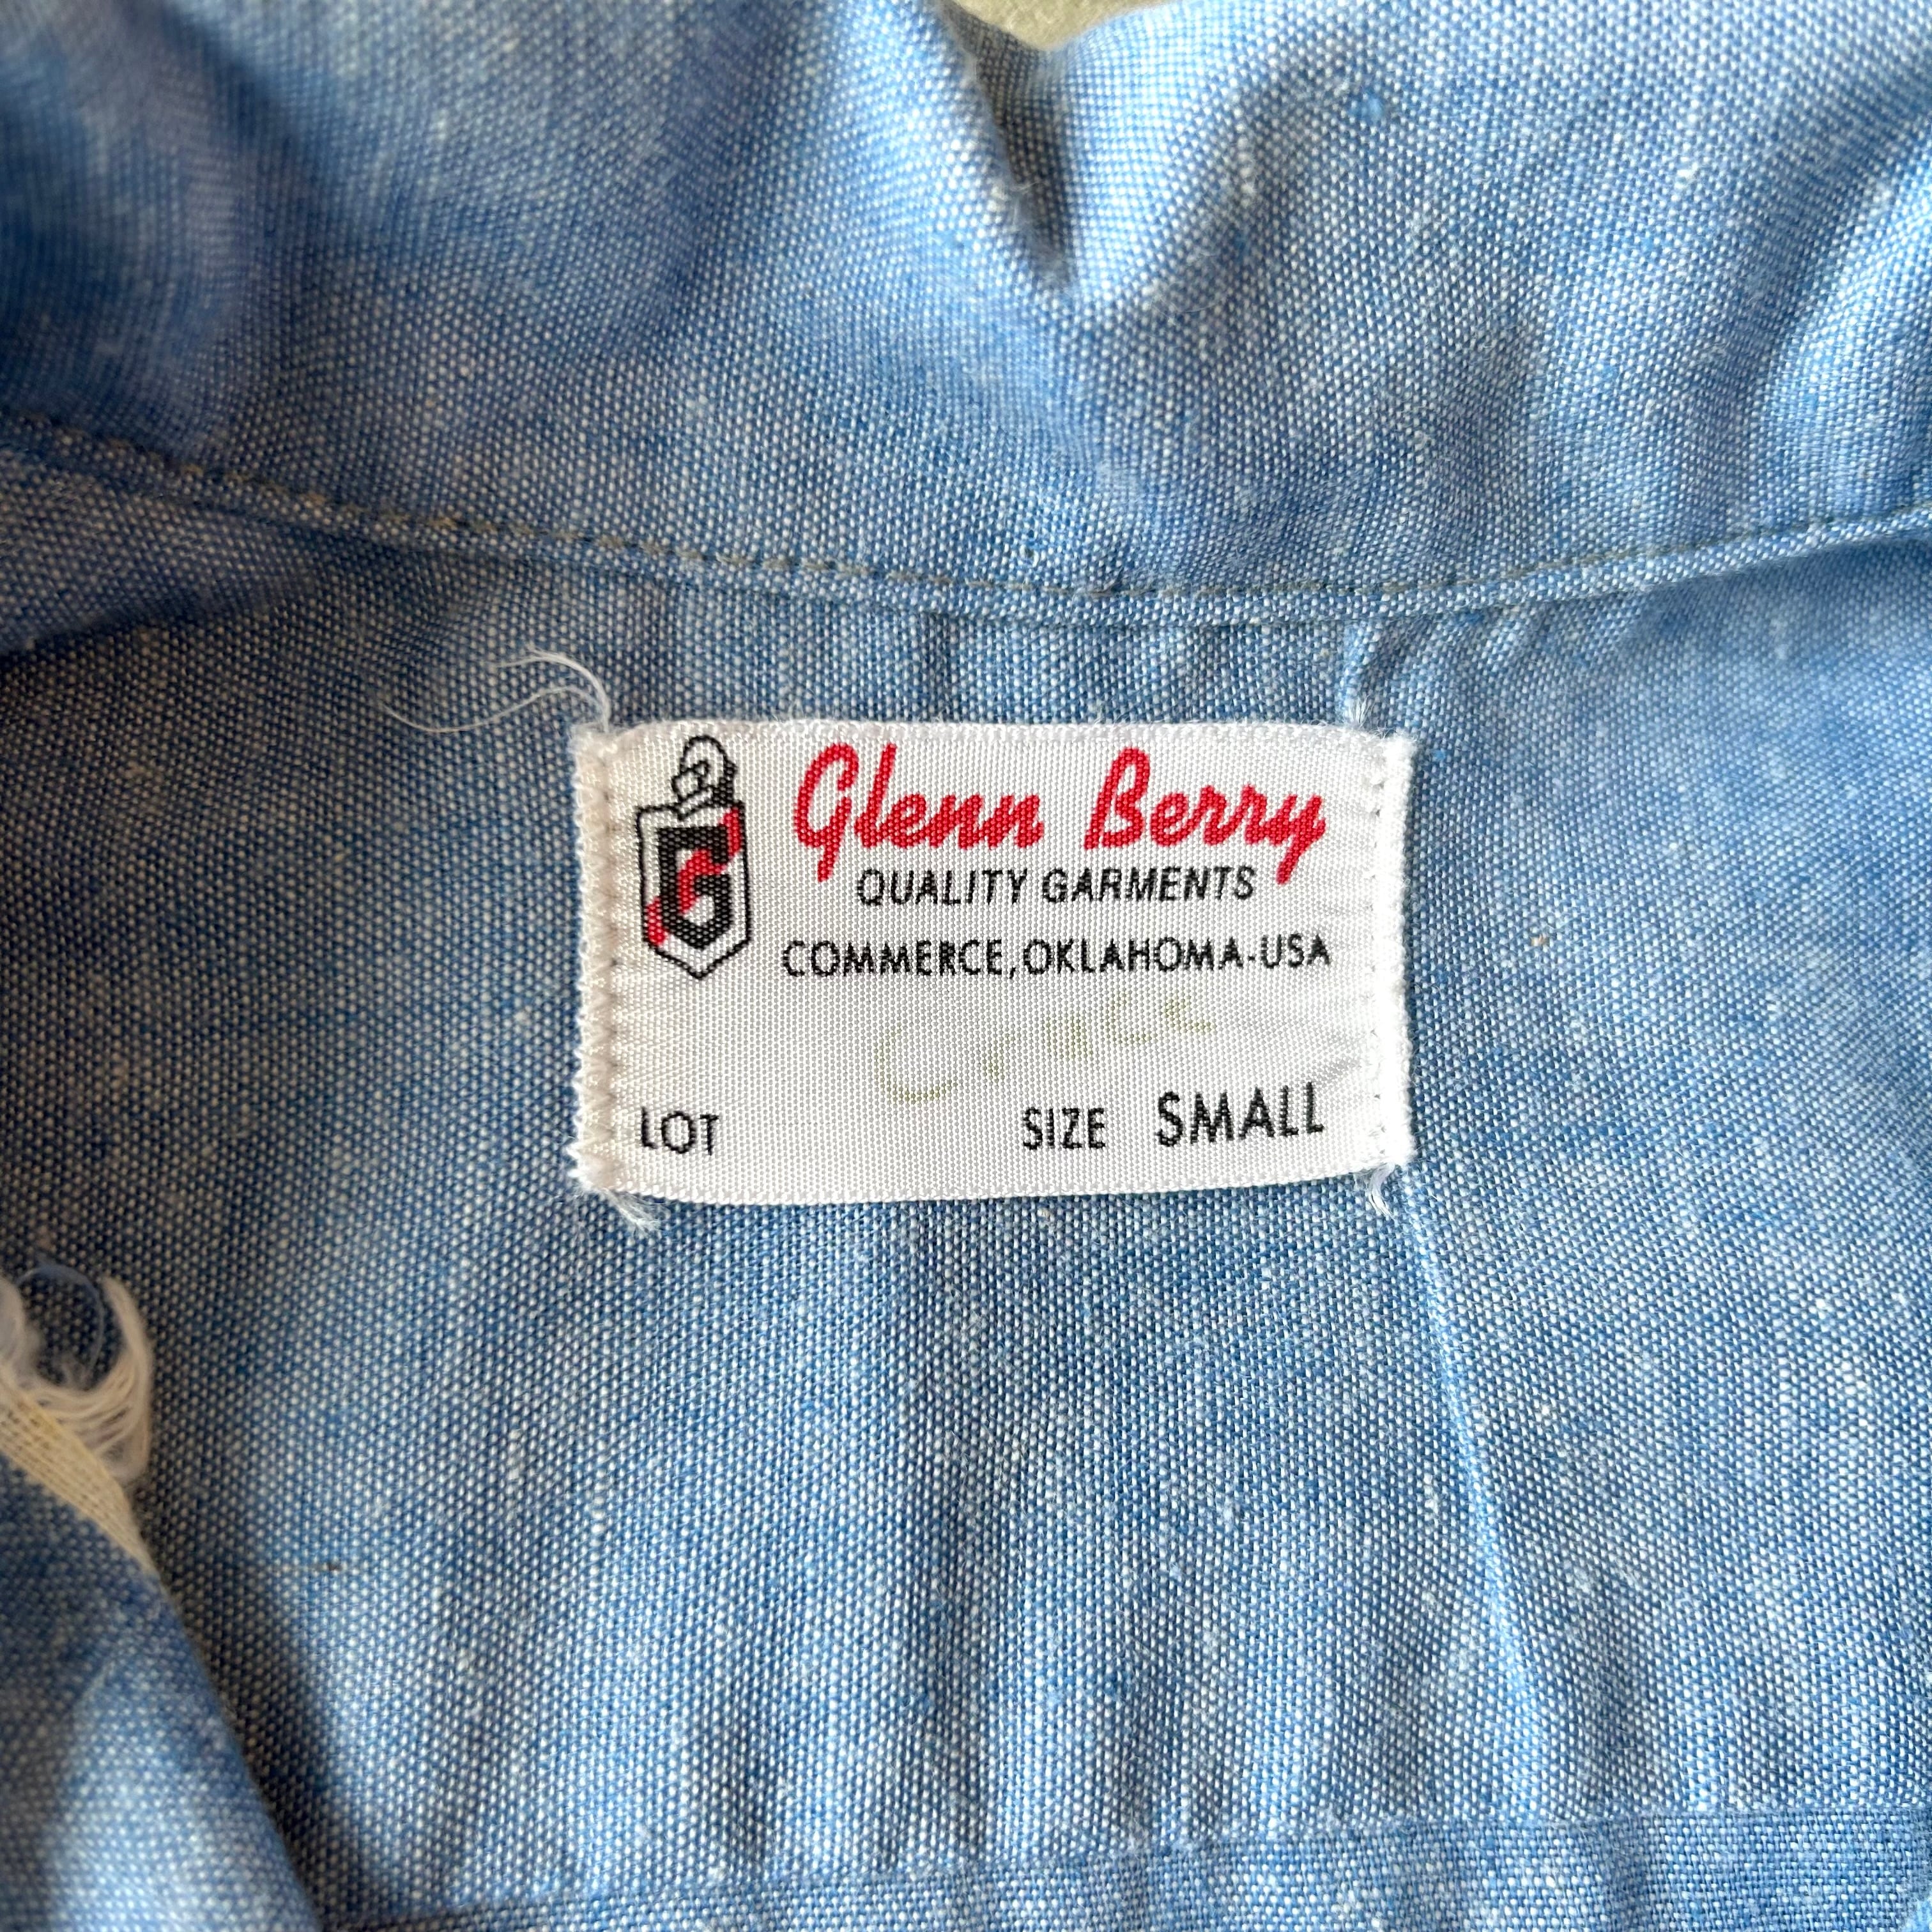 G
Glenn Berry
QUALITY GARMENTS
COMMERCE, OKLAHOMA-USA
LOT SIZE SMALL